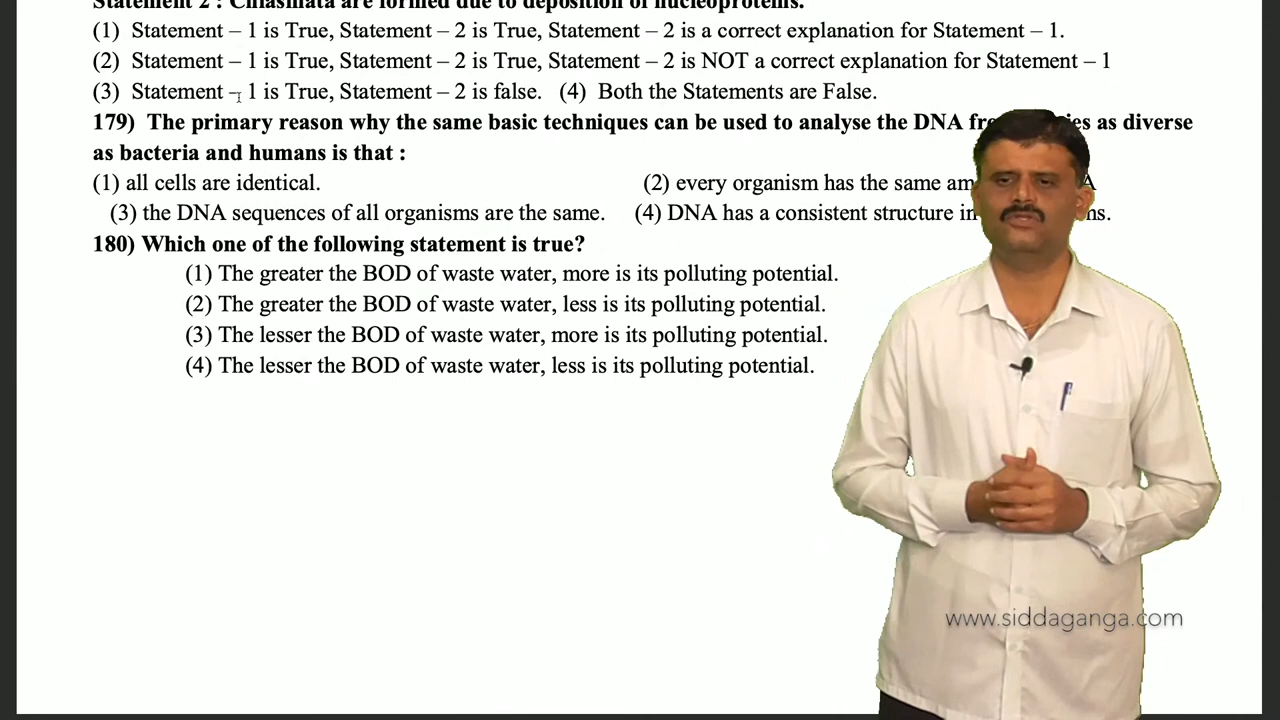 Statement 2 : Chiasmata are formed due to deposition of nucleoproteins.
(1) Statement – 1 is True, Statement – 2 is True, Statement – 2 is a correct explanation for Statement – 1.
(2) Statement – 1 is True, Statement – 2 is True, Statement – 2 is NOT a correct explanation for Statement – 1
(3) Statement – 1 is True, Statement – 2 is false. (4) Both the Statements are False.
179) The primary reason why the same basic techniques can be used to analyse the DNA as diverse
as bacteria and humans is that :
(1) all cells are identical. (2) every organism has the same
(3) the DNA sequences of all organisms are the same. (4) DNA has a consistent structure in
180) Which one of the following statement is true?
(1) The greater the BOD of waste water, more is its polluting potential.
(2) The greater the BOD of waste water, less is its polluting potential.
(3) The lesser the BOD of waste water, more is its polluting potential.
(4) The lesser the BOD of waste water, less is its polluting potential.
www.siddaganga.com